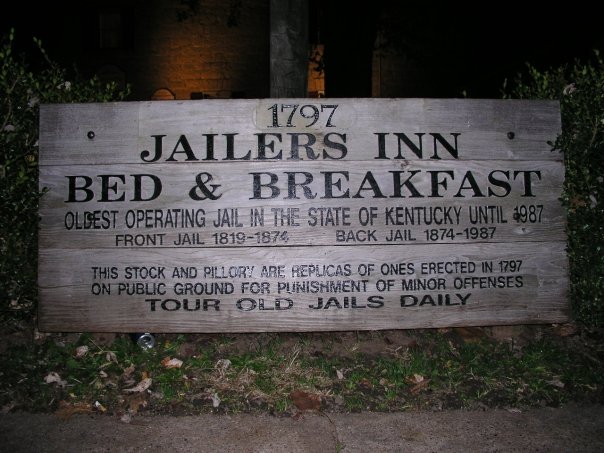 1797
JAILERS INN
BED & BREAKFAST
OLDEST OPERATING JAIL IN THE STATE OF KENTUCKY UNTIL 1987
FRONT JAIL 1819-1874 BACK JAIL 1874-1987
THIS STOCK AND PILLORY ARE REPLICAS OF ONES ERECTED IN 1797
ON PUBLIC GROUND FOR PUNISHMENT OF MINOR OFFENSES
TOUR OLD JAILS DAILY